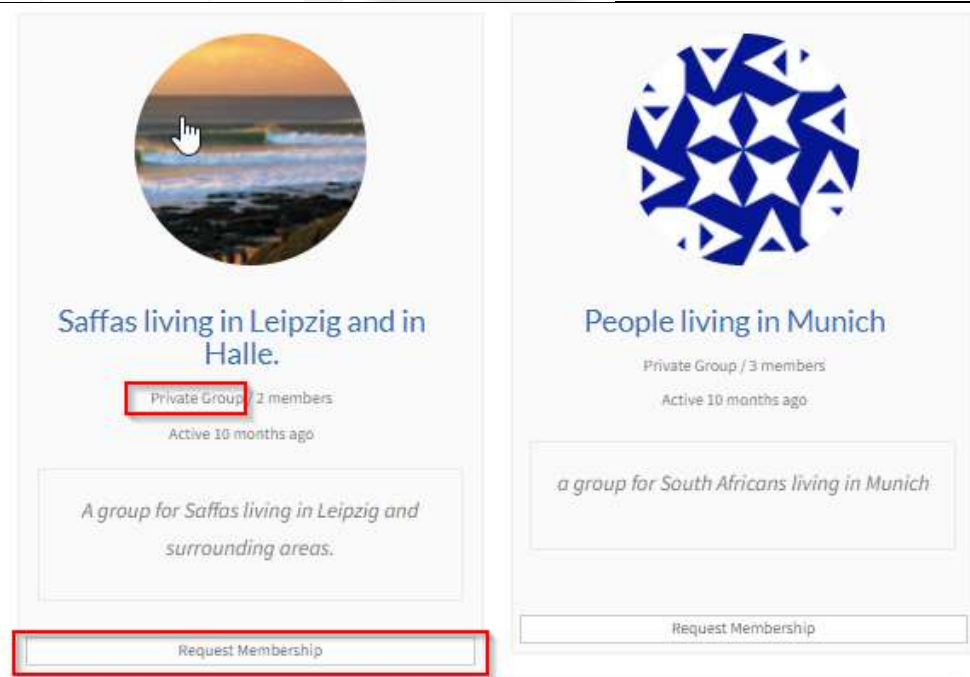 Saffas living in Leipzig and in
Halle.
Private Group / 2 members
Active 10 months ago
A group for Saffas living in Leipzig and
surrounding areas.
Request Membership
People living in Munich
Private Group / 3 members
Active 10 months ago
a group for South Africans living in Munich
Request Membership